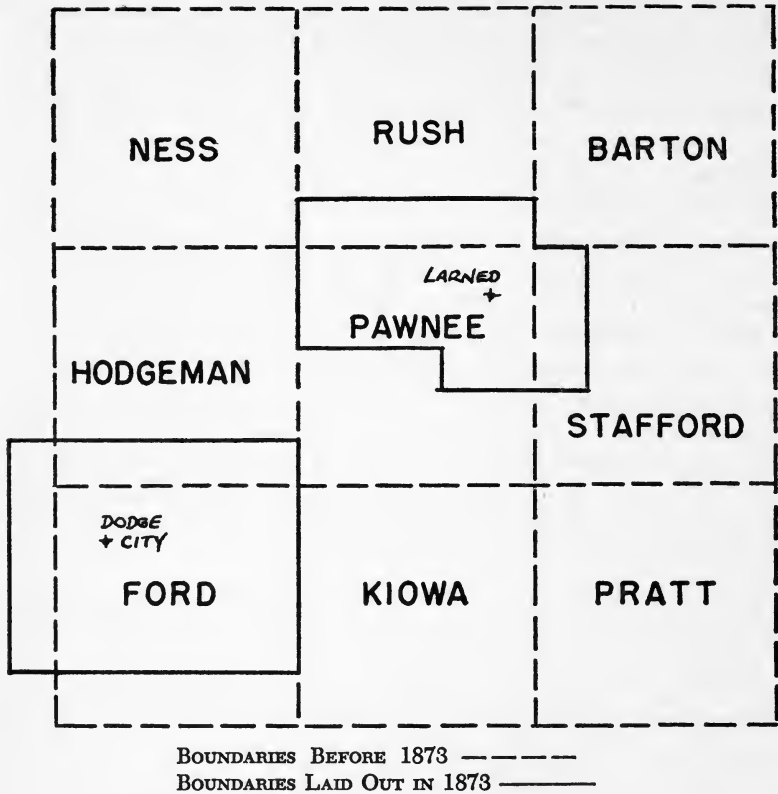 NESS
RUSH
BARTON
LARNED
PAWNEE
HODGEMAN
STAFFORD
DODGE
CITY
FORD
KIOWA
PRATT
BOUNDARIES BEFORE 1873
BOUNDARIES LAID OUT IN 1873